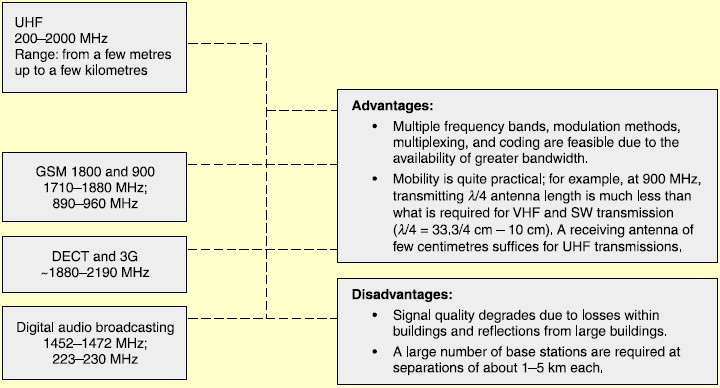 UHF
200–2000 MHz
Range: from a few metres
up to a few kilometres
GSM 1800 and 900
1710–1880 MHz;
890–960 MHz
DECT and 3G
~1880–2190 MHz
Digital audio broadcasting
1452–1472 MHz;
223–230 MHz
Advantages:
• Multiple frequency bands, modulation methods,
multiplexing, and coding are feasible due to the
availability of greater bandwidth.
• Mobility is quite practical; for example, at 900 MHz,
transmitting λ/4 antenna length is much less than
what is required for VHF and SW transmission
(λ/4 = 33.3/4 cm – 10 cm). A receiving antenna of
few centimetres suffices for UHF transmissions.
Disadvantages:
• Signal quality degrades due to losses within
buildings and reflections from large buildings.
• A large number of base stations are required at
separations of about 1–5 km each.